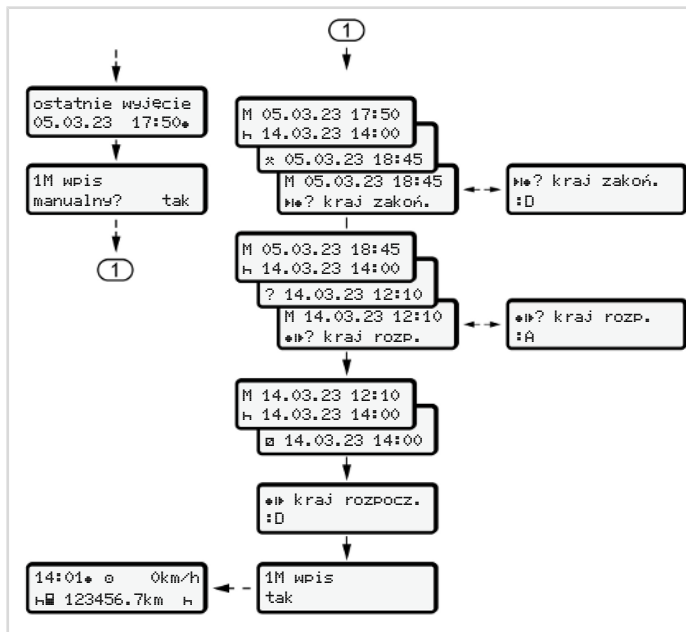 1
ostatnie wyjęcie
05.03.23 17:50
1M wpis
manualny? tak
1
M 05.03.23 17:50
14.03.23 14:00
05.03.23 18:45
M 05.03.23 18:45
? kraj zakoń.
? kraj zakoń.
:D
M 05.03.23 18:45
14.03.23 14:00
? 14.03.23 12:10
M 14.03.23 12:10
? kraj rozp.
? kraj rozp.
:A
M 14.03.23 12:10
14.03.23 14:00
14.03.23 14:00
kraj rozpocz.
:D
1M wpis
tak
14:01 0km/h
123456.7km